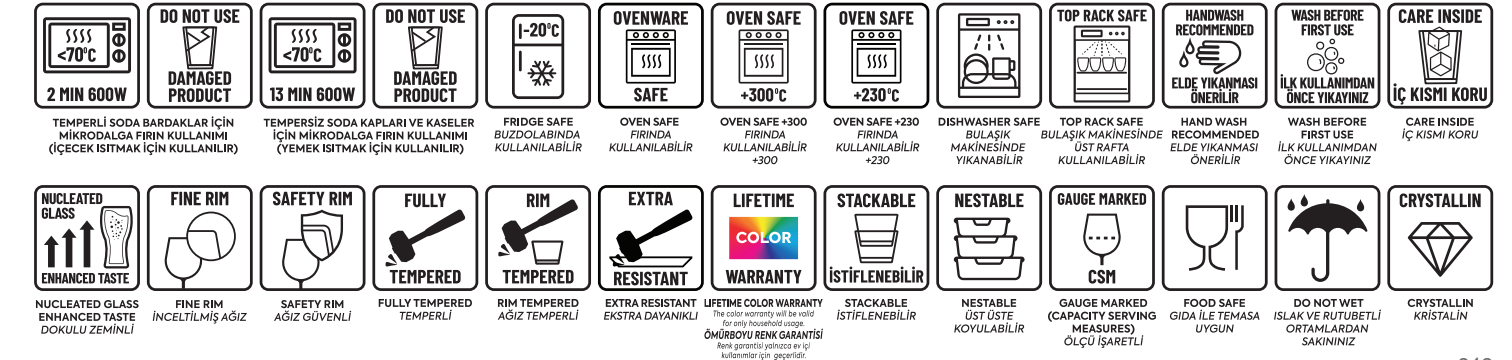 <70°C
2 MIN 600W
TEMPERLİ SODA BARDAKLAR İÇİN
MİKRODALGA FIRIN KULLANIMI
(İÇECEK ISITMAK İÇİN KULLANILIR)
DO NOT USE
DAMAGED
PRODUCT
<70°C
13 MIN 600W
TEMPERSİZ SODA KAPLARI VE KASELER
İÇİN MİKRODALGA FIRIN KULLANIMI
(YEMEK ISITMAK İÇİN KULLANILIR)
DO NOT USE
DAMAGED
PRODUCT
-20°C
FRIDGE SAFE
BUZDOLABINDA
KULLANILABİLİR
OVENWARE
SAFE
OVEN SAFE
FIRINDA
KULLANILABİLİR
OVEN SAFE
+300°C
OVEN SAFE +300
FIRINDA
KULLANILABİLİR
+300
OVEN SAFE
+230°C
OVEN SAFE +230
FIRINDA
KULLANILABİLİR
+230
DISHWASHER SAFE
BULAŞIK
MAKİNESİNDE
YIKANABİLİR
TOP RACK SAFE
TOP RACK SAFE
BULAŞIK MAKİNESİNDE
ÜST RAFTA
KULLANILABİLİR
HANDWASH
RECOMMENDED
ELDE YIKANMASI
ÖNERİLİR
HAND WASH
RECOMMENDED
ELDE YIKANMASI
ÖNERİLİR
WASH BEFORE
FIRST USE
İLK KULLANIMDAN
ÖNCE YIKAYINIZ
WASH BEFORE
FIRST USE
İLK KULLANIMDAN
ÖNCE YIKAYINIZ
CARE INSIDE
İÇ KISMI KORU
CARE INSIDE
İÇ KISMI KORU
NUCLEATED
GLASS
ENHANCED TASTE
NUCLEATED GLASS
ENHANCED TASTE
DOKULU ZEMİNLİ
FINE RIM
FINE RIM
İNCELTİLMİŞ AĞIZ
SAFETY RIM
SAFETY RIM
AĞIZ GÜVENLİ
FULLY
TEMPERED
FULLY TEMPERED
TEMPERLİ
RIM
TEMPERED
RIM TEMPERED
AĞIZ TEMPERLİ
EXTRA
RESISTANT
EXTRA RESISTANT
EKSTRA DAYANIKLI
LIFETIME
COLOR
WARRANTY
LIFETIME COLOR WARRANTY
The color warranty will be valid
for only household usage.
ÖMÜRBOYU RENK GARANTİSİ
Renk garantisi yalnızca ev içi
kullanımlar için geçerlidir.
STACKABLE
İSTİFLENEBİLİR
STACKABLE
İSTİFLENEBİLİR
NESTABLE
NESTABLE
ÜST ÜSTE
KOYULABİLİR
GAUGE MARKED
CSM
GAUGE MARKED
(CAPACITY SERVING
MEASURES)
ÖLÇÜ İŞARETLİ
FOOD SAFE
GIDA İLE TEMASA
UYGUN
DO NOT WET
ISLAK VE RUTUBETLİ
ORTAMLARDAN
SAKININIZ
CRYSTALLIN
CRYSTALLIN
KRİSTALİN